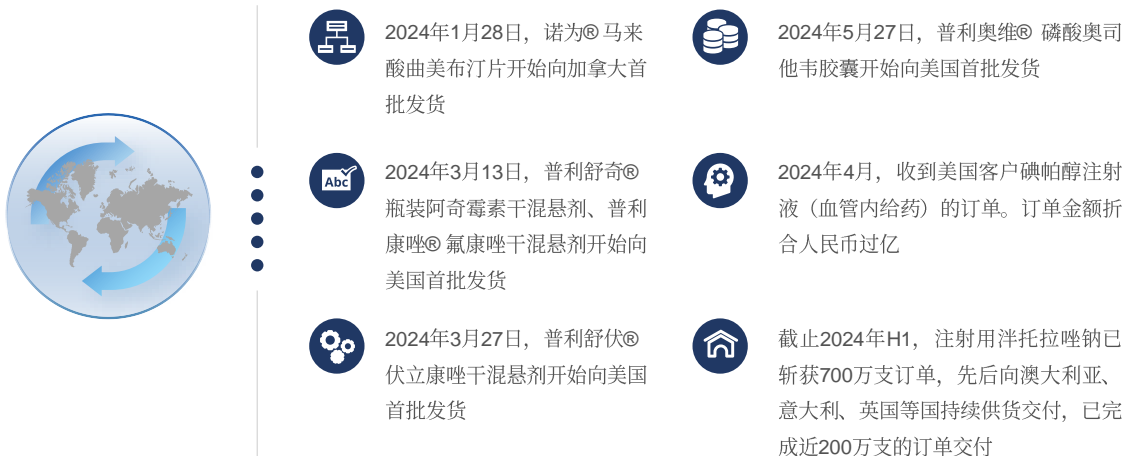 2024年1月28日，诺为® 马来
酸曲美布汀片开始向加拿大首
批发货
2024年3月13日，普利舒奇®
瓶装阿奇霉素干混悬剂、普利
康唑® 氟康唑干混悬剂开始向
美国首批发货
Abc
2024年3月27日，普利舒伏®
伏立康唑干混悬剂开始向美国
首批发货
2024年5月27日，普利奥维® 磷酸奥司
他韦胶囊开始向美国首批发货
2024年4月，收到美国客户碘帕醇注射
液（血管内给药）的订单。订单金额折
合人民币过亿
截止2024年H1，注射用泮托拉唑钠已
斩获700万支订单，先后向澳大利亚、
意大利、英国等国持续供货交付，已完
成近200万支的订单交付